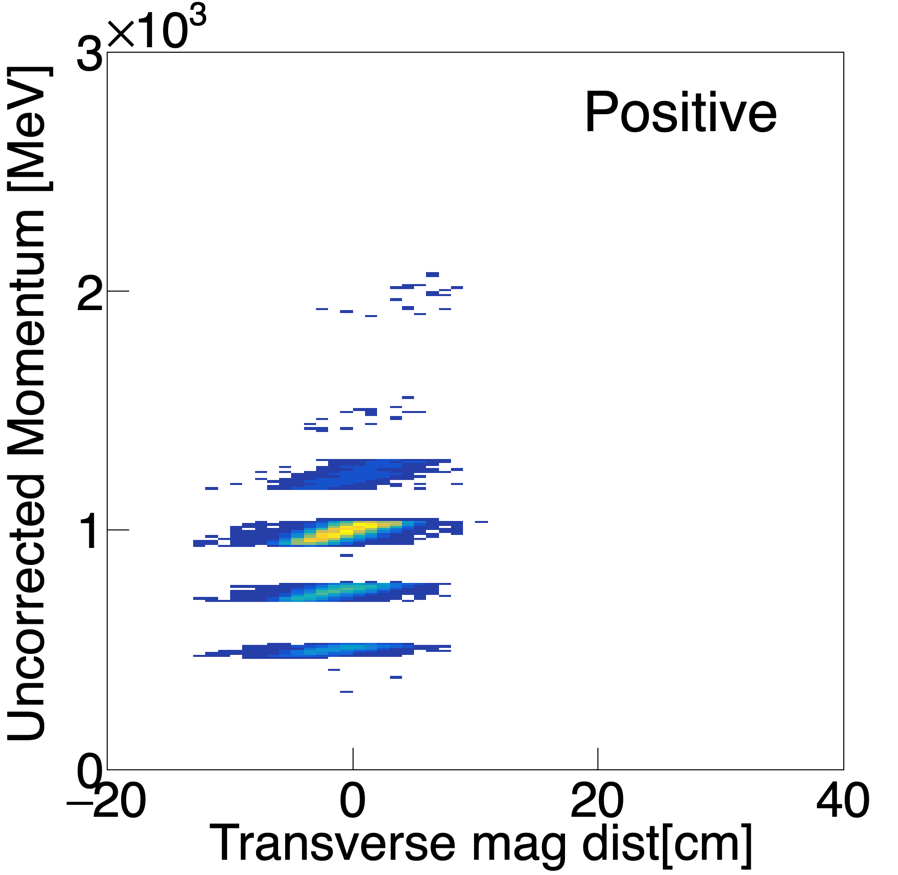 ×10³
3
Positive
2
1
0
−20 0 20 40
Transverse mag dist[cm]
Uncorrected Momentum [MeV]